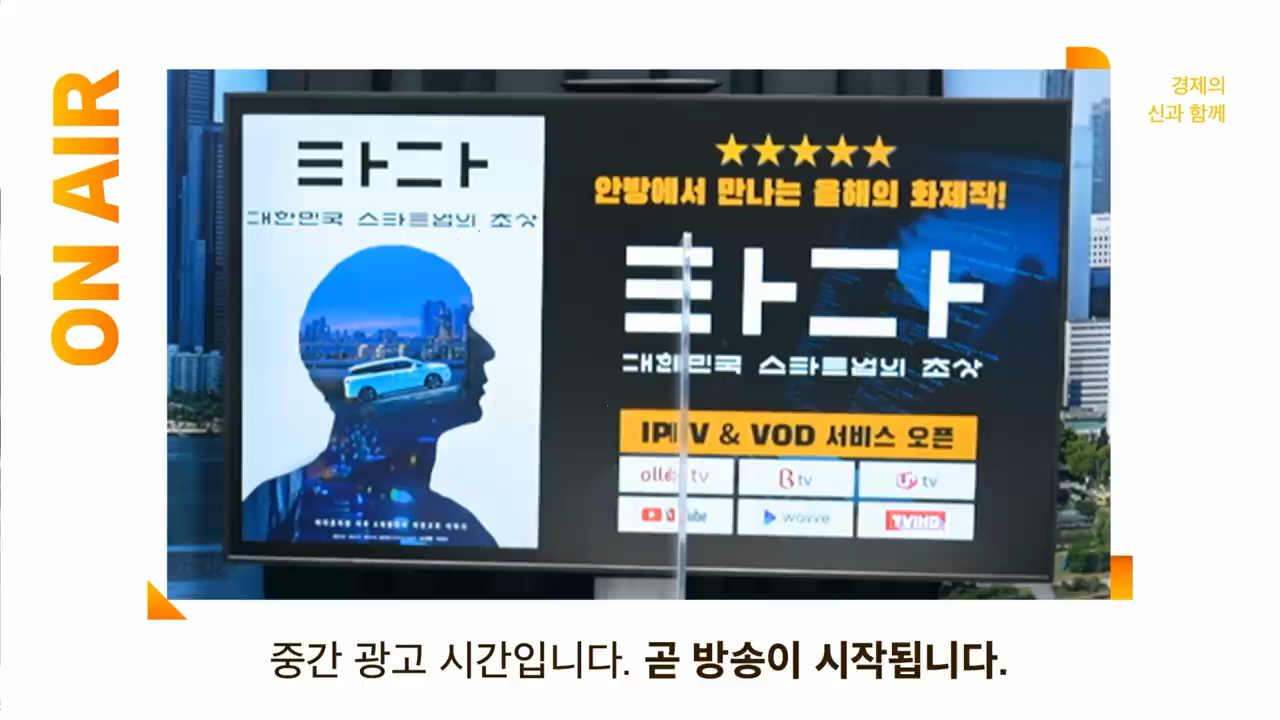 ON AIR
경제의
신과 함께
타다
대한민국 스타트업의 초상
안방에서 만나는 올해의 화제작!
타다
대한민국 스타트업의 초상
IPTV & VOD 서비스 오픈
olleh tv
B tv
U+ tv
YouTube
wavve
TVING
중간 광고 시간입니다. 곧 방송이 시작됩니다.